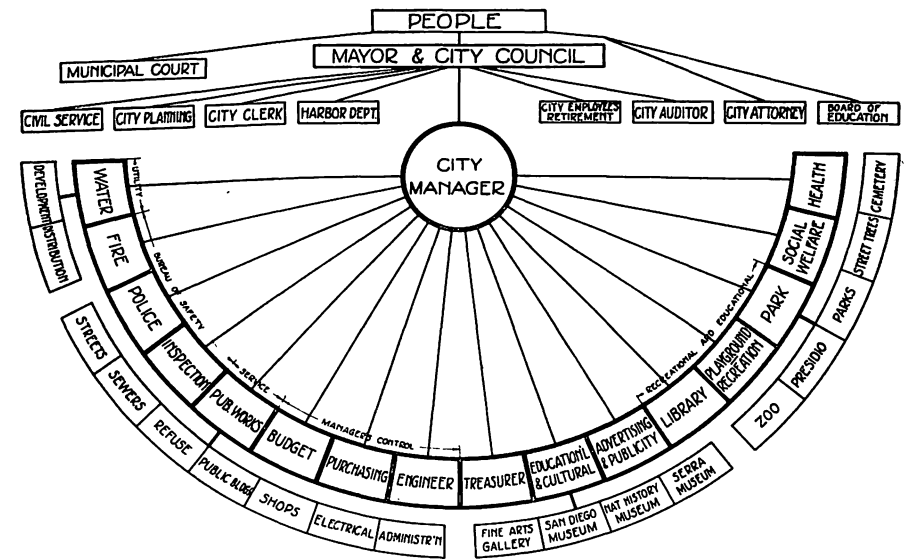 PEOPLE
MAYOR & CITY COUNCIL
MUNICIPAL COURT
CIVIL SERVICE
CITY PLANNING
CITY CLERK
HARBOR DEPT.
CITY EMPLOYEES
RETIREMENT
CITY AUDITOR
CITY ATTORNEY
BOARD OF
EDUCATION
CITY
MANAGER
DEVELOPMENT
DISTRIBUTION
WATER
FIRE
POLICE
INSPECTION
PUB. WORKS
BUDGET
PURCHASING
ENGINEER
TREASURER
EDUCATION'L
& CULTURAL
ADVERTISING
& PUBLICITY
LIBRARY
PLAYGROUND
RECREATION
PARK
SOCIAL
WELFARE
HEALTH
UTILITY
BUREAU OF SAFETY
SERVICE
MANAGER'S CONTROL
RECREATIONAL AND EDUCATIONAL
STREETS
SEWERS
REFUSE
PUBLIC BLDGS
SHOPS
ELECTRICAL
ADMINISTR'N
FINE ARTS
GALLERY
SAN DIEGO
MUSEUM
NAT HISTORY
MUSEUM
SERRA
MUSEUM
ZOO
PRESIDIO
PARKS
STREET TREES
CEMETERY